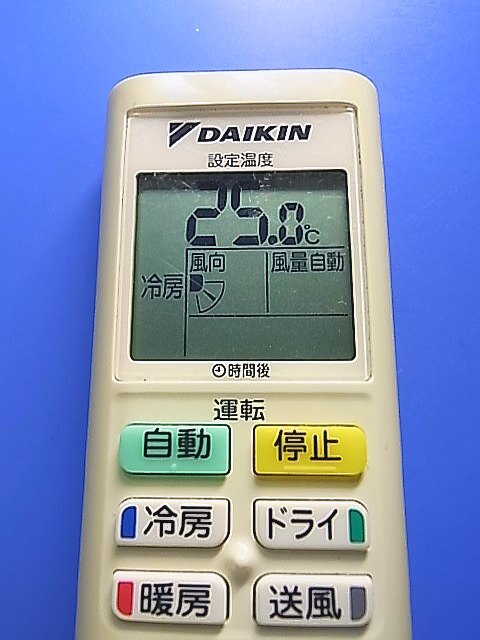 DAIKIN
設定温度
25.0℃
風向 風量自動
冷房
時間後
運転
自動 停止
冷房 ドライ
暖房 送風